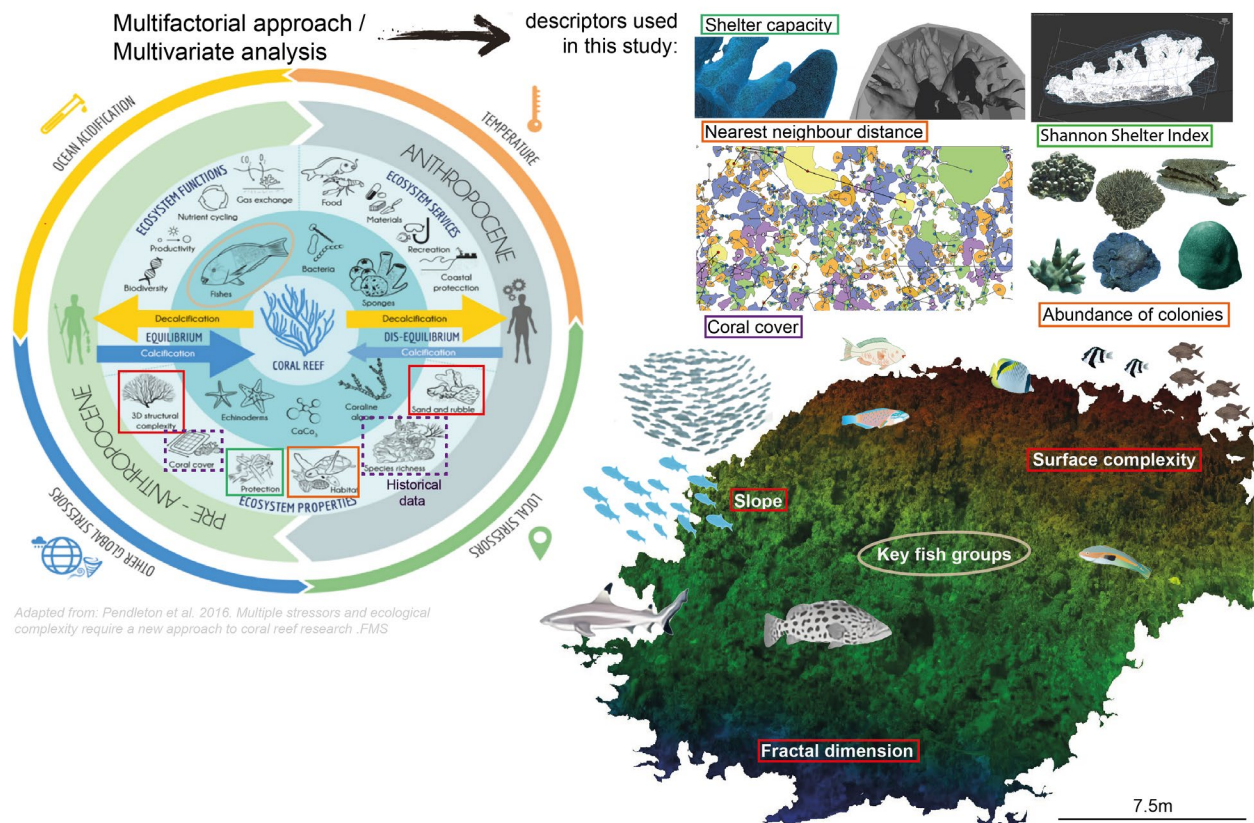 Multifactorial approach /
Multivariate analysis
descriptors used
in this study:
OCEAN ACIDIFICATION
TEMPERATURE
LOCAL STRESSORS
OTHER GLOBAL STRESSORS
ANTHROPOCENE
PRE - ANTHROPOCENE
ECOSYSTEM FUNCTIONS
ECOSYSTEM SERVICES
CO₂ O₂
Gas exchange
Nutrient cycling
Productivity
Biodiversity
Food
Materials
Recreation
Coastal
protecction
Fishes
Bacteria
Sponges
Decalcification
Decalcification
EQUILIBRIUM
DIS-EQUILIBRIUM
Calcification
Calcification
CORAL REEF
3D structural
complexity
Echinoderms
CaCO₃
Coraline
algae
Sand and rubble
Coral cover
Protection
Habitat
Species richness
Historical
data
ECOSYSTEM PROPERTIES
Adapted from: Pendleton et al. 2016. Multiple stressors and ecological
complexity require a new approach to coral reef research .FMS
Shelter capacity
Nearest neighbour distance
Shannon Shelter Index
Coral cover
Abundance of colonies
Surface complexity
Slope
Key fish groups
Fractal dimension
7.5m